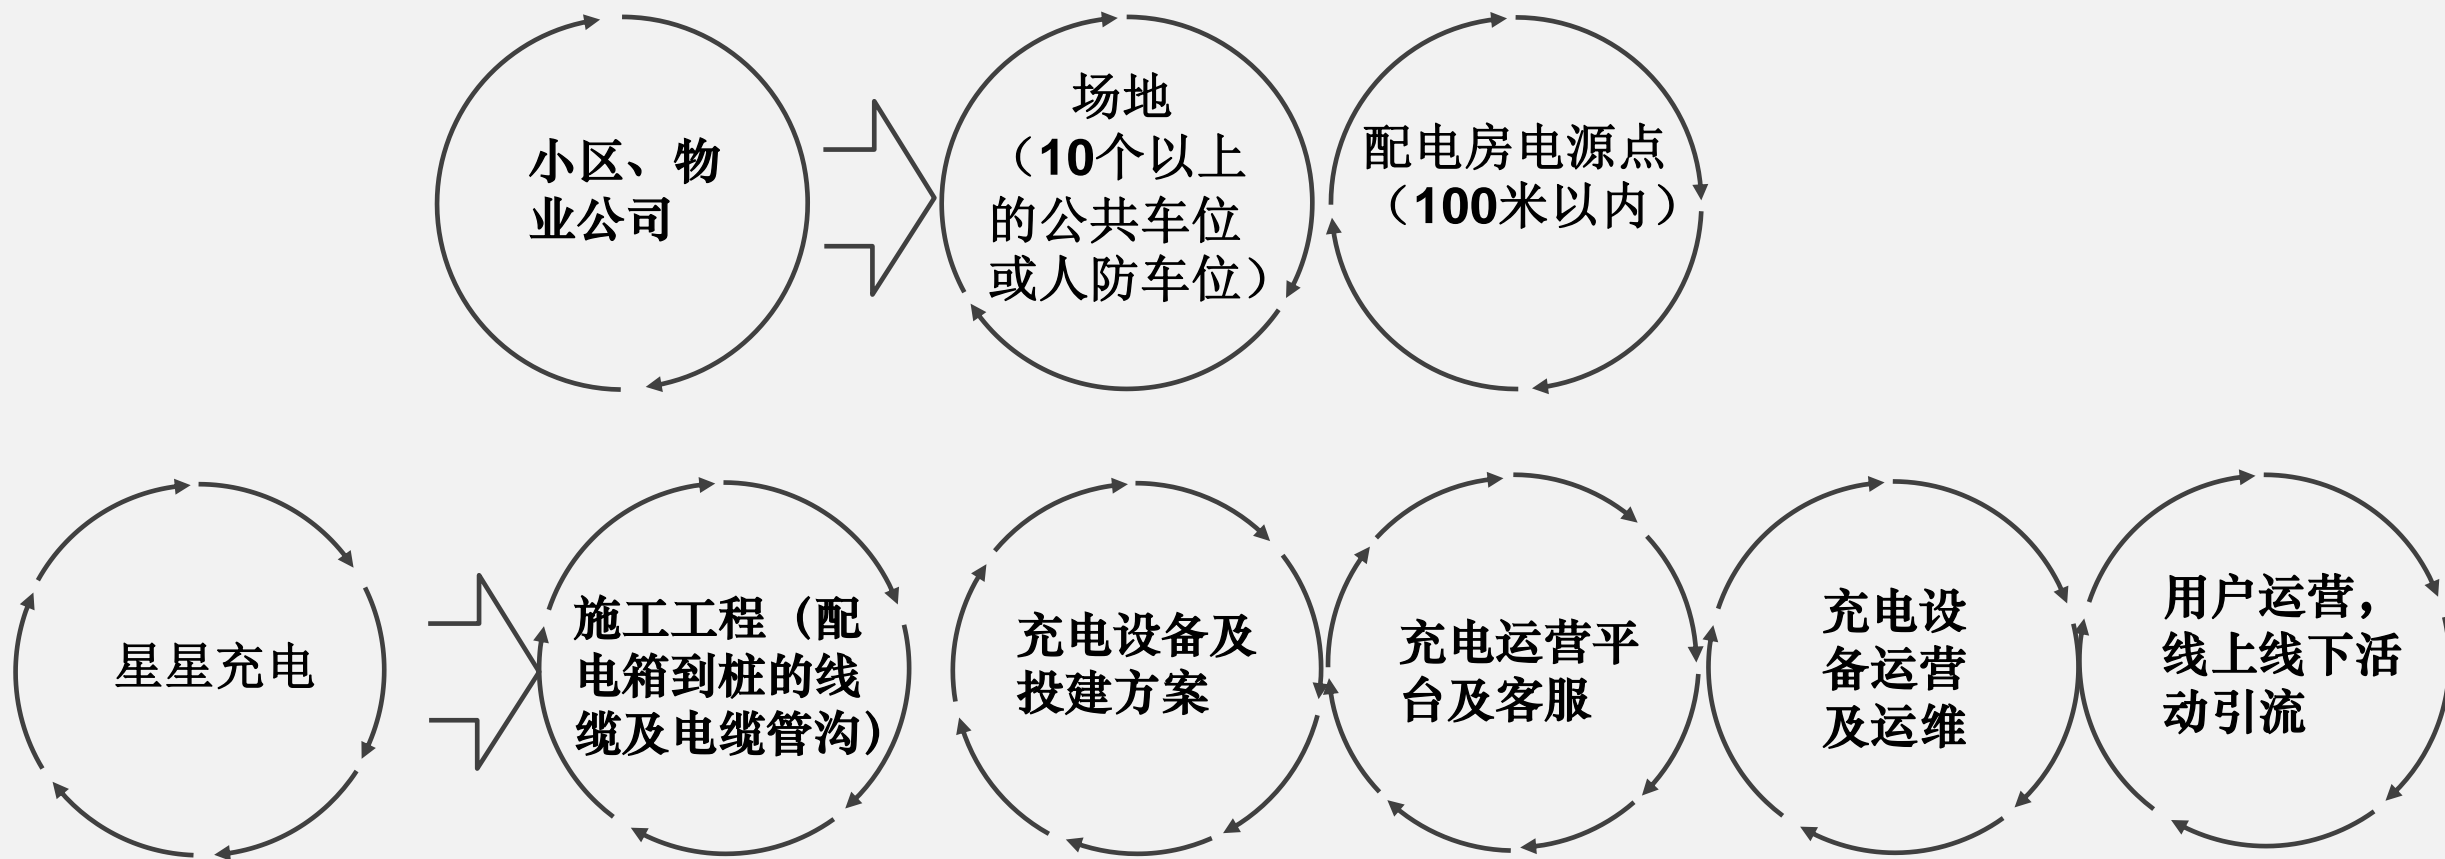 小区、物
业公司
场地
（10个以上
的公共车位
或人防车位）
配电房电源点
（100米以内）
星星充电
施工工程（配
电箱到桩的线
缆及电缆管沟）
充电设备及
投建方案
充电运营平
台及客服
充电设
备运营
及运维
用户运营，
线上线下活
动引流